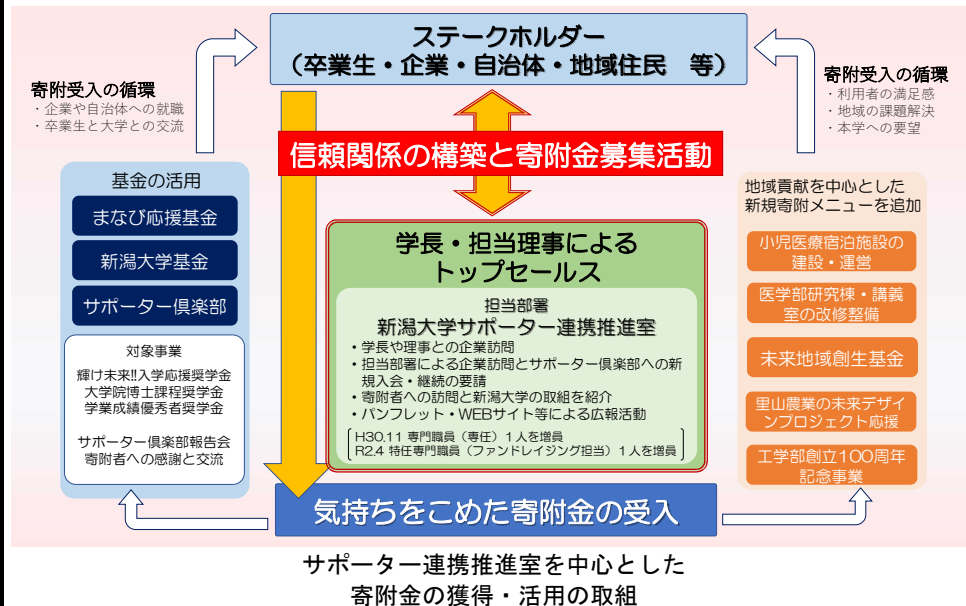 ステークホルダー
（卒業生・企業・自治体・地域住民　等）
寄附受入の循環
・企業や自治体への就職
・卒業生と大学との交流
寄附受入の循環
・利用者の満足感
・地域の課題解決
・本学への要望
信頼関係の構築と寄附金募集活動
基金の活用
まなび応援基金
新潟大学基金
サポーター倶楽部
対象事業
輝け未来!!入学応援奨学金
大学院博士課程奨学金
学業成績優秀者奨学金
サポーター倶楽部報告会
寄附者への感謝と交流
学長・担当理事による
トップセールス
担当部署
新潟大学サポーター連携推進室
・学長や理事との企業訪問
・担当部署による企業訪問とサポーター倶楽部への新
規入会・継続の要請
・寄附者への訪問と新潟大学の取組を紹介
・パンフレット・WEBサイト等による広報活動
H30.11 専門職員（専任）１人を増員
R2.4 特任専門職員（ファンドレイジング担当）１人を増員
地域貢献を中心とした
新規寄附メニューを追加
小児医療宿泊施設の
建設・運営
医学部研究棟・講義
室の改修整備
未来地域創生基金
里山農業の未来デザイ
ンプロジェクト応援
工学部創立100周年
記念事業
気持ちをこめた寄附金の受入
サポーター連携推進室を中心とした
寄附金の獲得・活用の取組